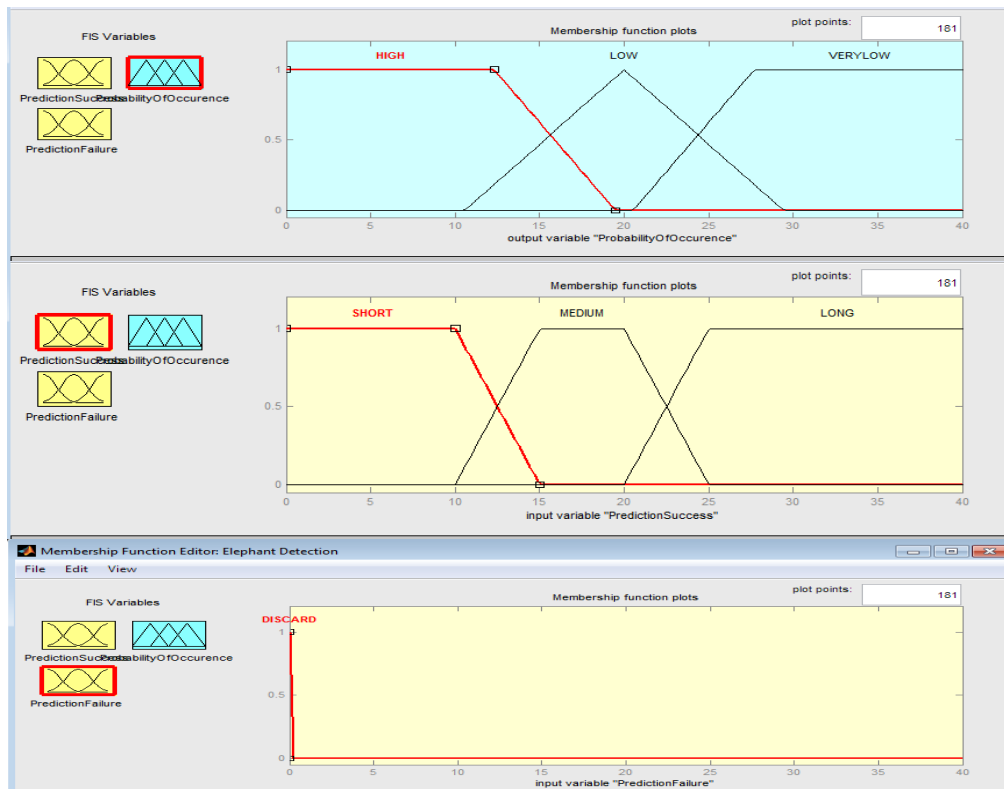 plot points:
181
FIS Variables
Membership function plots
HIGH
LOW
VERYLOW
PredictionSuccess
ProbabilityOfOccurence
PredictionFailure
1
0.5
0
0 5 10 15 20 25 30 35 40
output variable "ProbabilityOfOccurence"
plot points:
181
FIS Variables
Membership function plots
SHORT
MEDIUM
LONG
PredictionSuccess
ProbabilityOfOccurence
PredictionFailure
1
0.5
0
0 5 10 15 20 25 30 35 40
input variable "PredictionSuccess"
Membership Function Editor: Elephant Detection
File Edit View
plot points:
181
FIS Variables
Membership function plots
DISCARD
PredictionSuccess
ProbabilityOfOccurence
PredictionFailure
1
0.5
0
0 5 10 15 20 25 30 35 40
input variable "PredictionFailure"